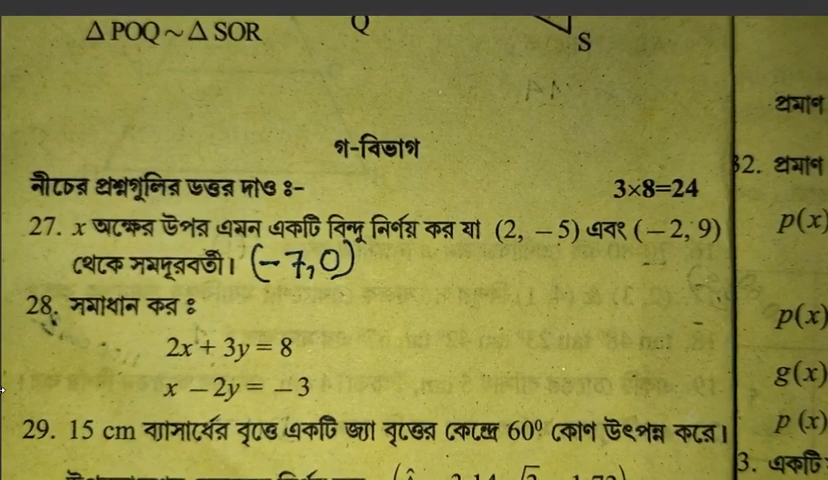 Δ POQ ~ Δ SOR
Q
S
গ-বিভাগ
নীচের প্রশ্নগুলির উত্তর দাও ঃ- 3×8=24
27. x অক্ষের উপর এমন একটি বিন্দু নির্ণয় কর যা (2, – 5) এবং (– 2, 9)
থেকে সমদূরবর্তী। (-7,0)
28. সমাধান কর ঃ
2x + 3y = 8
x – 2y = – 3
29. 15 cm ব্যাসার্ধের বৃত্তে একটি জ্যা বৃত্তের কেন্দ্রে 60⁰ কোণ উৎপন্ন করে।
প্রমাণ
32. প্রমাণ
p(x)
p(x)
g(x)
p (x)
3. একটি